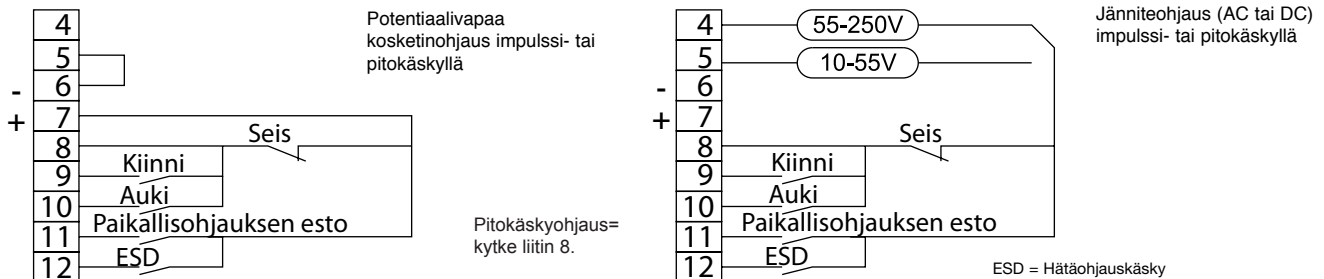 4
5
6
7
8
9
10
11
12
-
+
Seis
Kiinni
Auki
Paikallisohjauksen esto
ESD
Potentiaalivapaa
kosketinohjaus impulssi- tai
pitokäskyllä
Pitokäskyohjaus=
kytke liitin 8.
4
5
6
7
8
9
10
11
12
-
+
55-250V
10-55V
Seis
Kiinni
Auki
Paikallisohjauksen esto
ESD
Jänniteohjaus (AC tai DC)
impulssi- tai pitokäskyllä
ESD = Hätäohjauskäsky